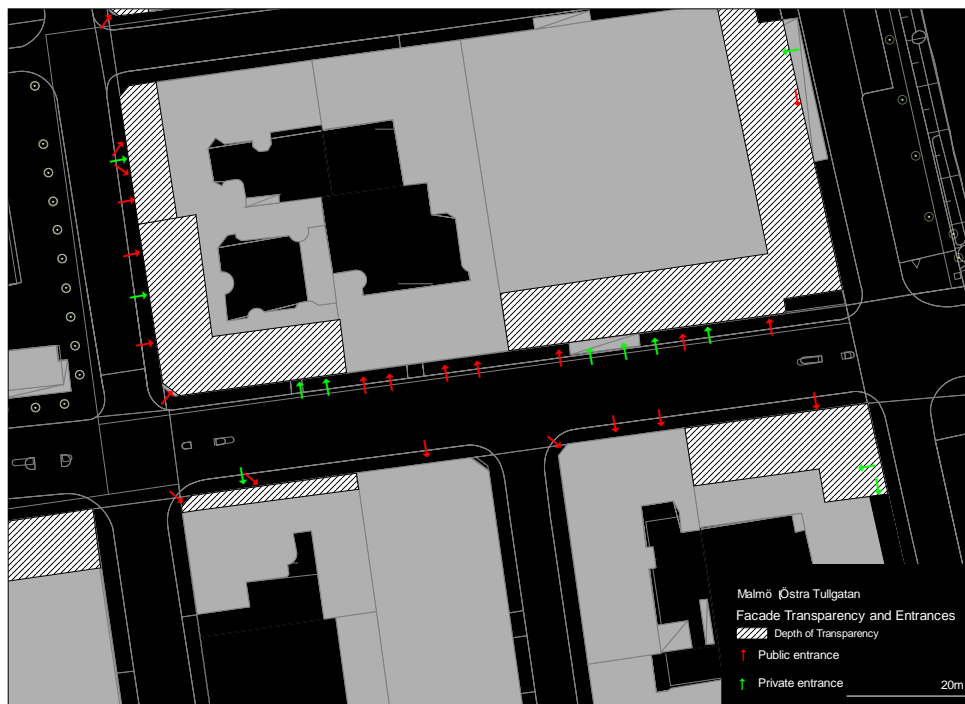 Malmö |Östra Tullgatan
Facade Transparency and Entrances
Depth of Transparency
Public entrance
Private entrance
20m